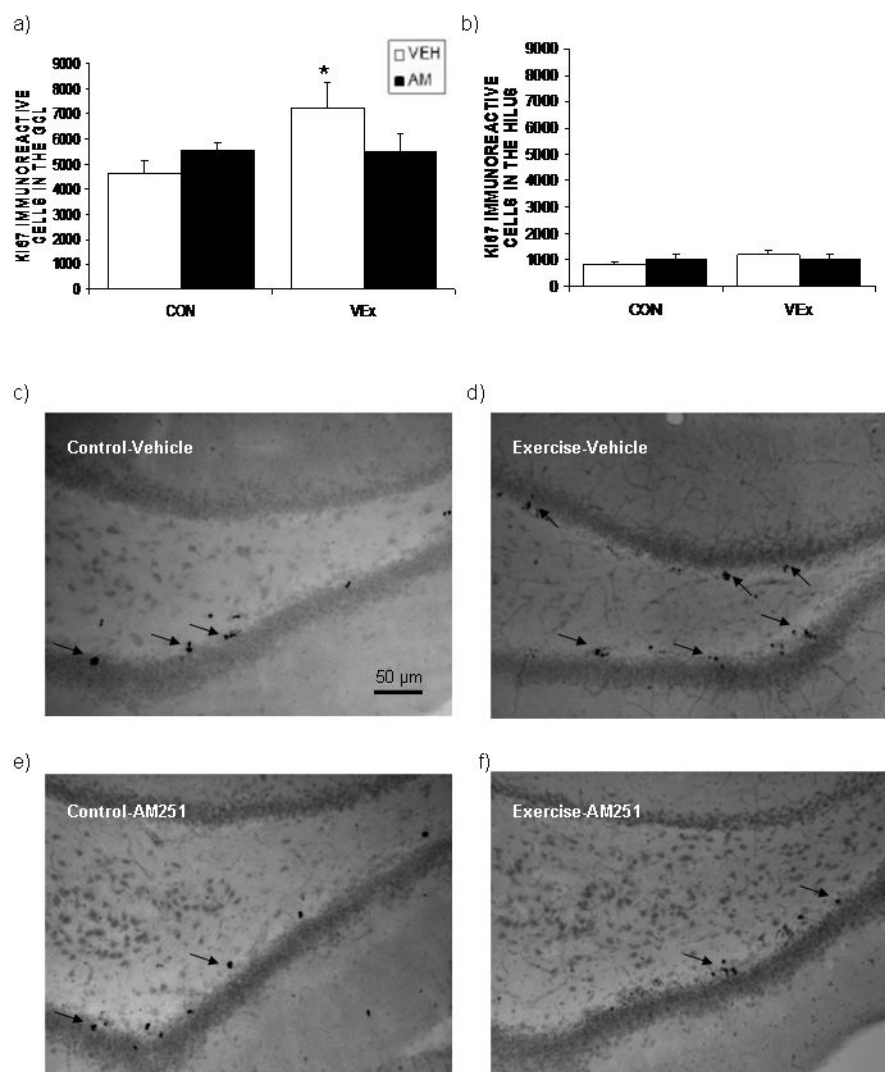 a)
KI67 IMMUNOREACTIVE
CELLS IN THE GCL
9000
8000
7000
6000
5000
4000
3000
2000
1000
0
*
VEH
AM
CON
VEx
b)
KI67 IMMUNOREACTIVE
CELLS IN THE HILUS
9000
8000
7000
6000
5000
4000
3000
2000
1000
0
CON
VEx
c)
Control-Vehicle
50 µm
d)
Exercise-Vehicle
e)
Control-AM251
f)
Exercise-AM251